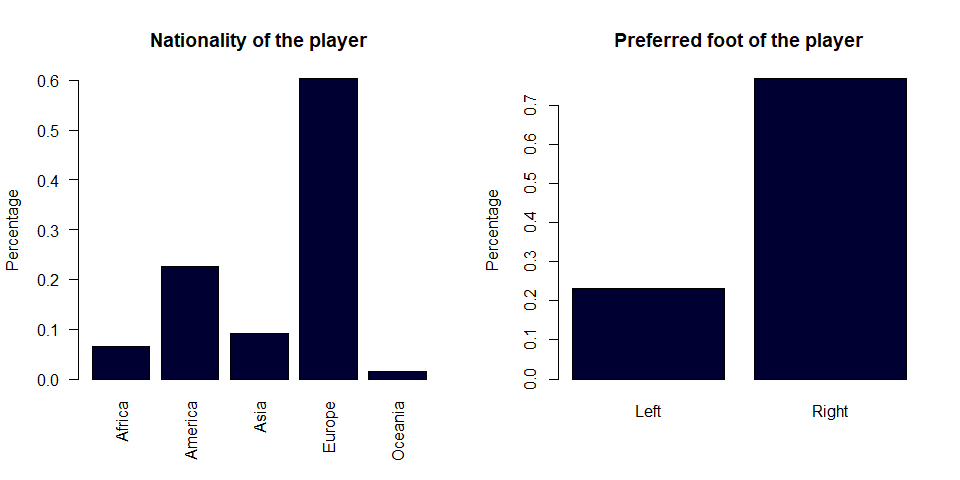 Nationality of the player
Percentage
0.6
0.5
0.4
0.3
0.2
0.1
0.0
Africa
America
Asia
Europe
Oceania
Preferred foot of the player
Percentage
0.7
0.6
0.5
0.4
0.3
0.2
0.1
0.0
Left
Right